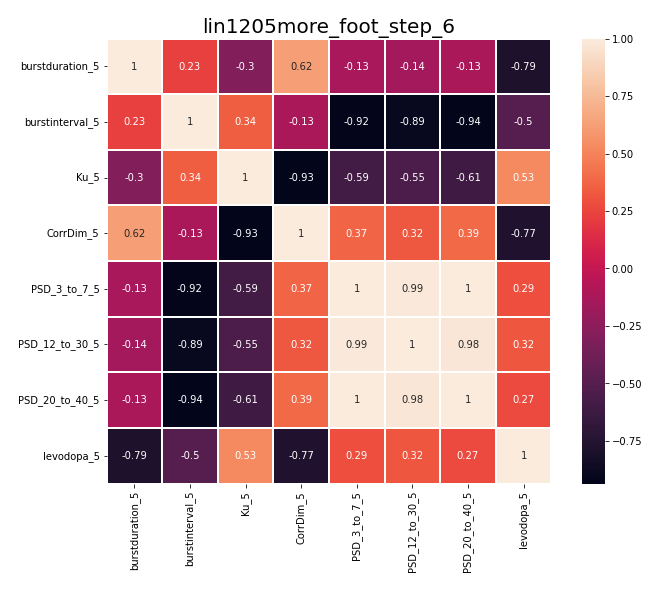 lin1205more_foot_step_6
burstduration_5 1 0.23 -0.3 0.62 -0.13 -0.14 -0.13 -0.79
burstinterval_5 0.23 1 0.34 -0.13 -0.92 -0.89 -0.94 -0.5
Ku_5 -0.3 0.34 1 -0.93 -0.59 -0.55 -0.61 0.53
CorrDim_5 0.62 -0.13 -0.93 1 0.37 0.32 0.39 -0.77
PSD_3_to_7_5 -0.13 -0.92 -0.59 0.37 1 0.99 1 0.29
PSD_12_to_30_5 -0.14 -0.89 -0.55 0.32 0.99 1 0.98 0.32
PSD_20_to_40_5 -0.13 -0.94 -0.61 0.39 1 0.98 1 0.27
levodopa_5 -0.79 -0.5 0.53 -0.77 0.29 0.32 0.27 1
burstduration_5
burstinterval_5
Ku_5
CorrDim_5
PSD_3_to_7_5
PSD_12_to_30_5
PSD_20_to_40_5
levodopa_5
1.00
0.75
0.50
0.25
0.00
−0.25
−0.50
−0.75